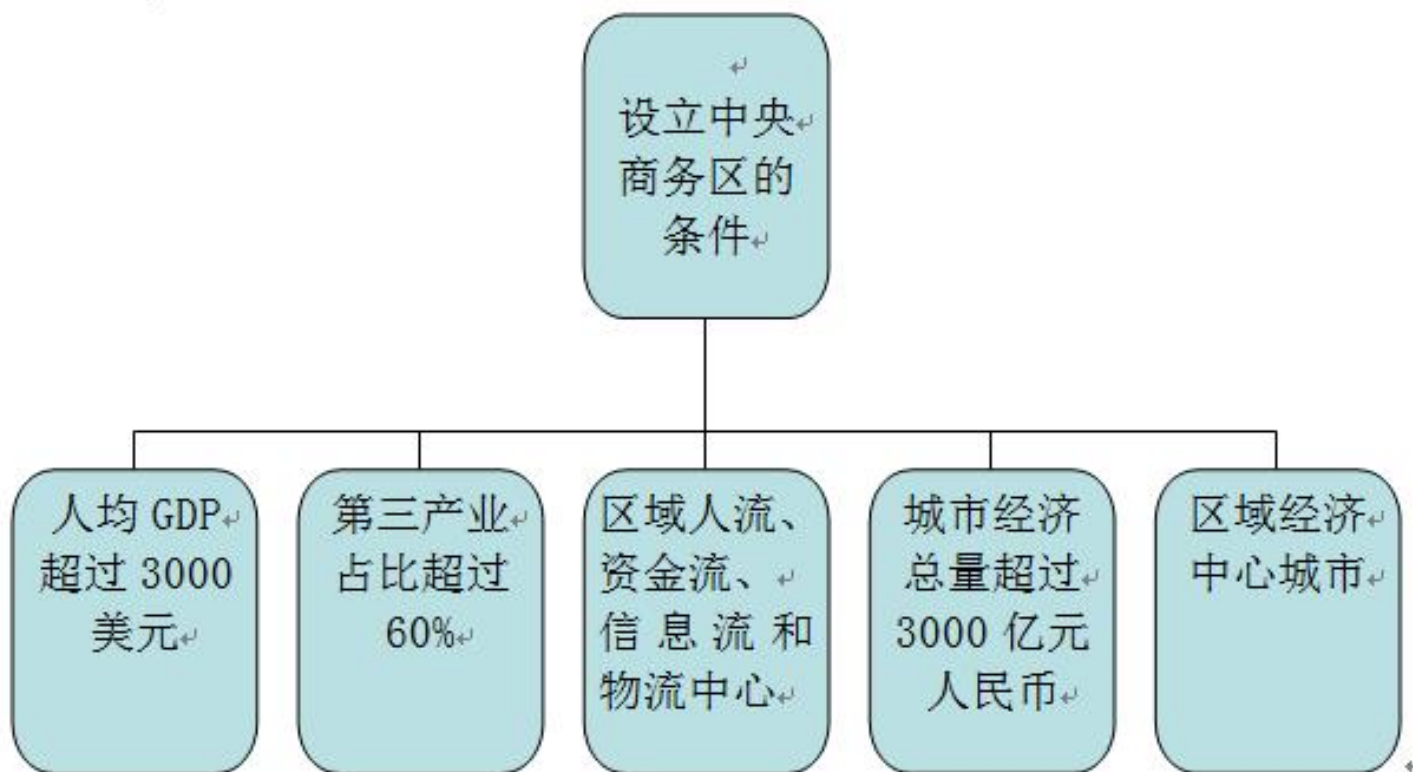 设立中央
商务区的
条件
人均 GDP
超过 3000
美元
第三产业
占比超过
60%
区域人流、
资金流、
信息流和
物流中心
城市经济
总量超过
3000 亿元
人民币
区域经济
中心城市